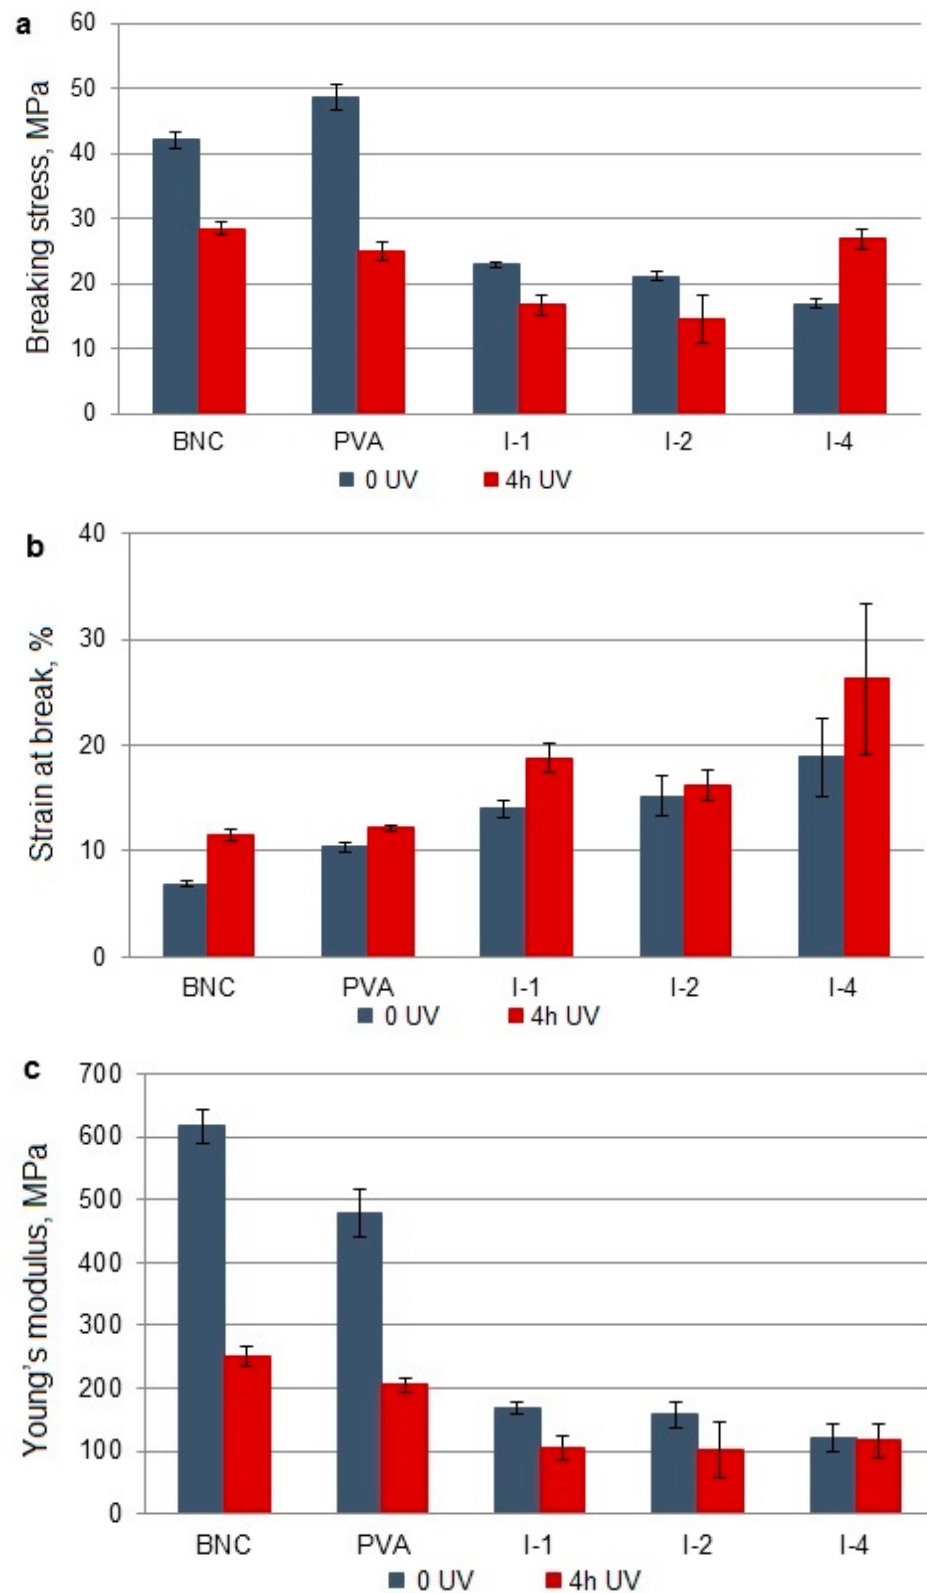 a
Breaking stress, MPa
60
50
40
30
20
10
0
BNC PVA I-1 I-2 I-4
0 UV 4h UV
b
Strain at break, %
40
30
20
10
0
BNC PVA I-1 I-2 I-4
0 UV 4h UV
c
Young's modulus, MPa
700
600
500
400
300
200
100
0
BNC PVA I-1 I-2 I-4
0 UV 4h UV